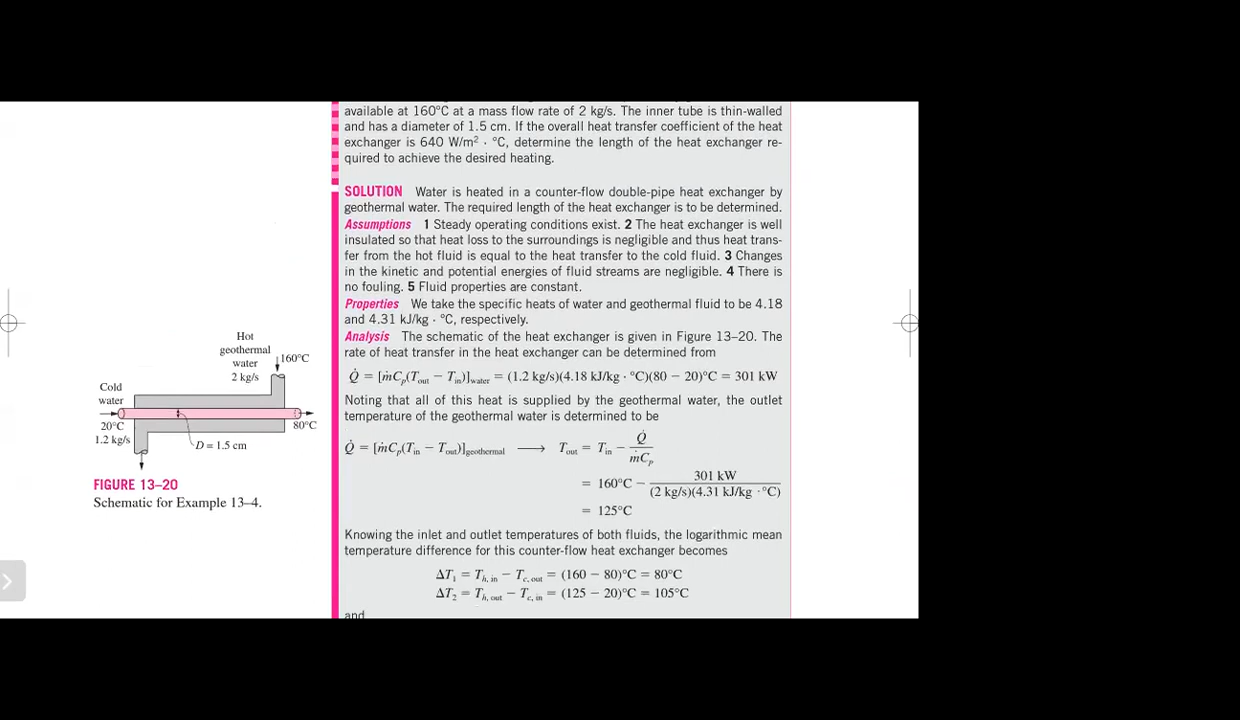 available at 160°C at a mass flow rate of 2 kg/s. The inner tube is thin-walled
and has a diameter of 1.5 cm. If the overall heat transfer coefficient of the heat
exchanger is 640 W/m² · °C, determine the length of the heat exchanger re-
quired to achieve the desired heating.
SOLUTION Water is heated in a counter-flow double-pipe heat exchanger by
geothermal water. The required length of the heat exchanger is to be determined.
Assumptions 1 Steady operating conditions exist. 2 The heat exchanger is well
insulated so that heat loss to the surroundings is negligible and thus heat trans-
fer from the hot fluid is equal to the heat transfer to the cold fluid. 3 Changes
in the kinetic and potential energies of fluid streams are negligible. 4 There is
no fouling. 5 Fluid properties are constant.
Properties We take the specific heats of water and geothermal fluid to be 4.18
and 4.31 kJ/kg · °C, respectively.
Analysis The schematic of the heat exchanger is given in Figure 13–20. The
rate of heat transfer in the heat exchanger can be determined from
Q̇ = [ṁCp(Tout − Tin)]water = (1.2 kg/s)(4.18 kJ/kg · °C)(80 − 20)°C = 301 kW
Noting that all of this heat is supplied by the geothermal water, the outlet
temperature of the geothermal water is determined to be
Q̇ = [ṁCp(Tin − Tout)]geothermal ⟶ Tout = Tin − Q̇/ṁCp
= 160°C − 301 kW/(2 kg/s)(4.31 kJ/kg · °C)
= 125°C
Knowing the inlet and outlet temperatures of both fluids, the logarithmic mean
temperature difference for this counter-flow heat exchanger becomes
ΔT1 = Th, in − Tc, out = (160 − 80)°C = 80°C
ΔT2 = Th, out − Tc, in = (125 − 20)°C = 105°C
and
Hot
geothermal
water
2 kg/s
160°C
Cold
water
20°C
1.2 kg/s
80°C
D = 1.5 cm
FIGURE 13–20
Schematic for Example 13–4.